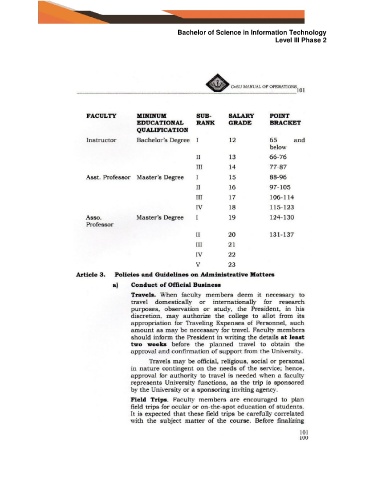 Bachelor of Science in Information Technology
Level III Phase 2
CvSU MANUAL OF OPERATIONS 101
FACULTY MINIMUM EDUCATIONAL QUALIFICATION SUB-RANK SALARY GRADE POINT BRACKET
Instructor Bachelor's Degree I 12 65 and below
II 13 66-76
III 14 77-87
Asst. Professor Master's Degree I 15 88-96
II 16 97-105
III 17 106-114
IV 18 115-123
Asso. Professor Master's Degree I 19 124-130
II 20 131-137
III 21
IV 22
V 23
Article 3. Policies and Guidelines on Administrative Matters
a) Conduct of Official Business
Travels. When faculty members deem it necessary to
travel domestically or internationally for research
purposes, observation or study, the President, in his
discretion, may authorize the college to allot from its
appropriation for Traveling Expenses of Personnel, such
amount as may be necessary for travel. Faculty members
should inform the President in writing the details at least
two weeks before the planned travel to obtain the
approval and confirmation of support from the University.
Travels may be official, religious, social or personal
in nature contingent on the needs of the service; hence,
approval for authority to travel is needed when a faculty
represents University functions, as the trip is sponsored
by the University or a sponsoring inviting agency.
Field Trips. Faculty members are encouraged to plan
field trips for ocular or on-the-spot education of students.
It is expected that these field trips be carefully correlated
with the subject matter of the course. Before finalizing
101
100